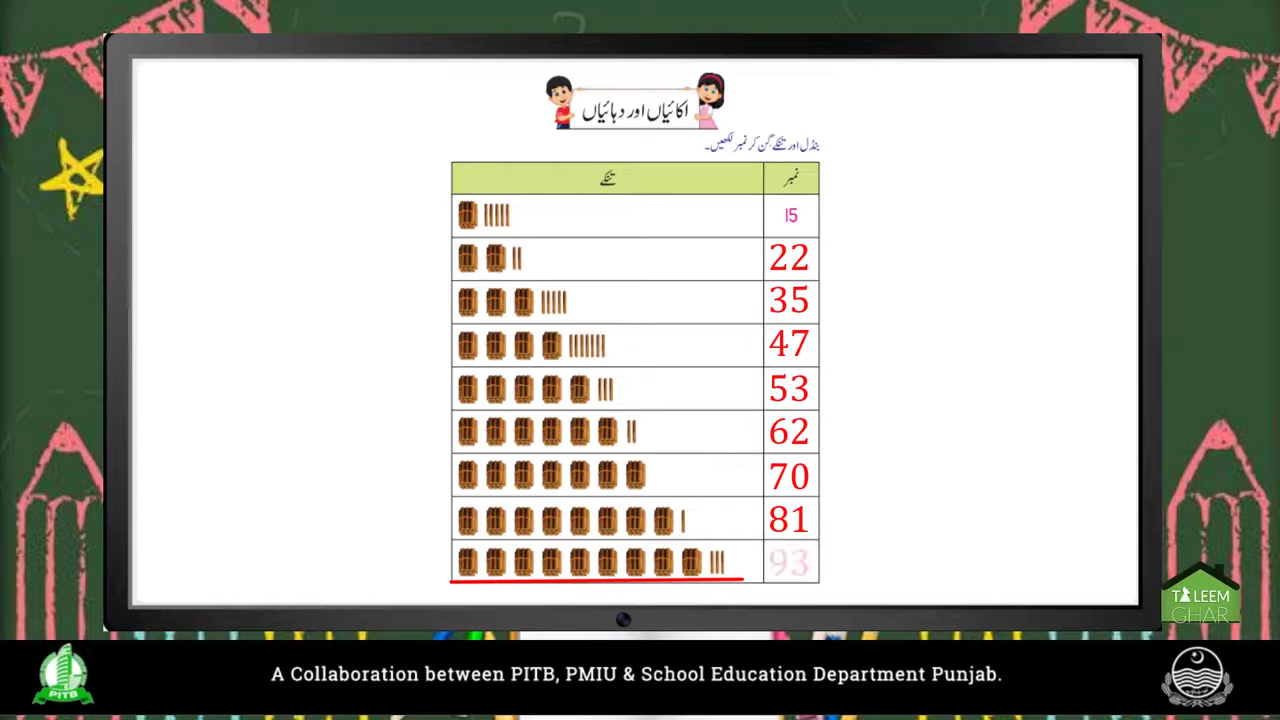 اکائیاں اور دہائیاں
بنڈل اور تنکے گِن کر نمبر لکھیں۔
تنکے نمبر
15
22
35
47
53
62
70
81
93
TALEEM
GHAR
PITB
A Collaboration between PITB, PMIU & School Education Department Punjab.